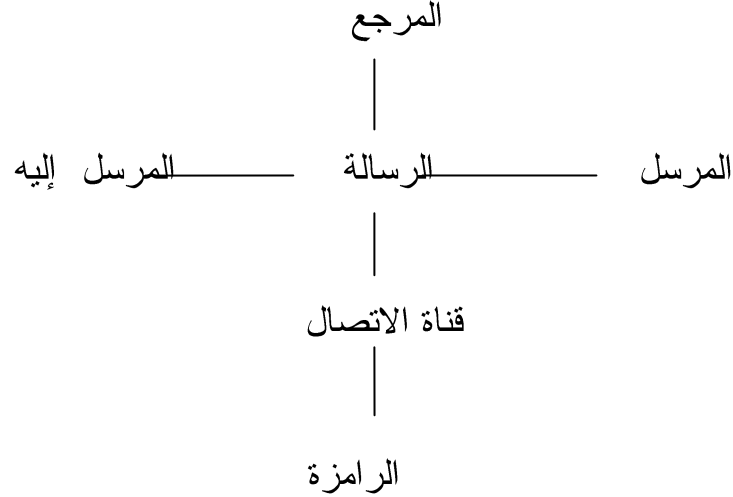 المرجع
المرسل الرسالة المرسل إليه
قناة الاتصال
الرامزة